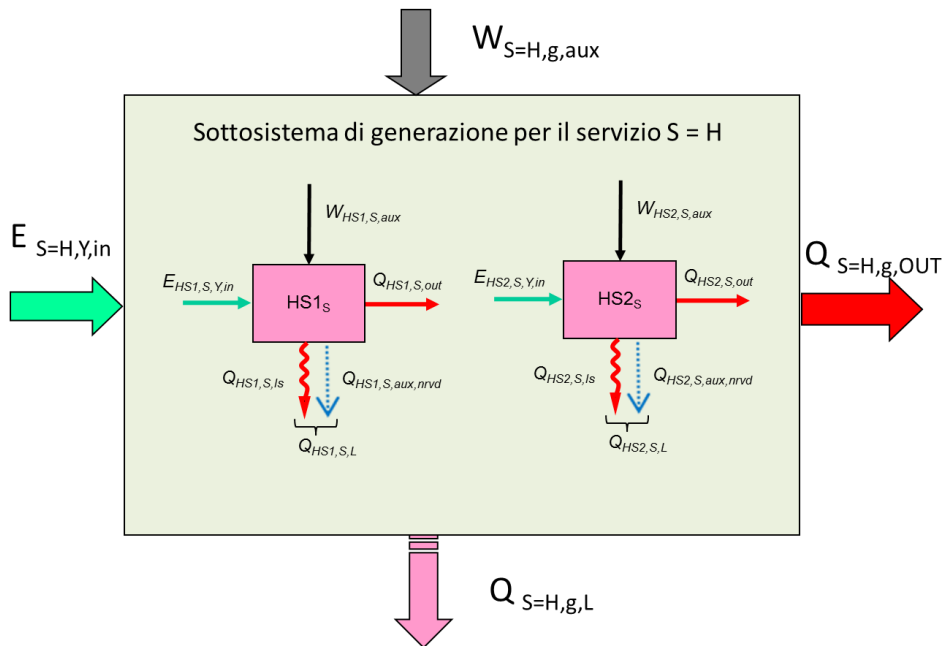 W S=H,g,aux
Sottosistema di generazione per il servizio S = H
W HS1,S,aux
W HS2,S,aux
E S=H,Y,in
Q S=H,g,OUT
E HS1,S,Y,in
Q HS1,S,out
E HS2,S,Y,in
Q HS2,S,out
HS1 S
HS2 S
Q HS1,S,ls
Q HS1,S,aux,nrvd
Q HS2,S,ls
Q HS2,S,aux,nrvd
Q HS1,S,L
Q HS2,S,L
Q S=H,g,L